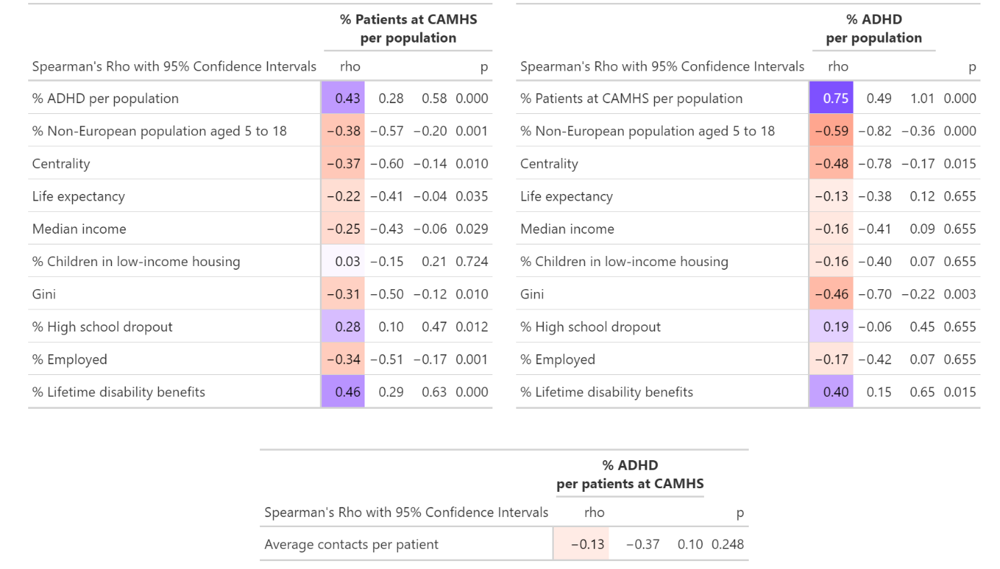 % Patients at CAMHS
per population
Spearman's Rho with 95% Confidence Intervals rho p
% ADHD per population 0.43 0.28 0.58 0.000
% Non-European population aged 5 to 18 −0.38 −0.57 −0.20 0.001
Centrality −0.37 −0.60 −0.14 0.010
Life expectancy −0.22 −0.41 −0.04 0.035
Median income −0.25 −0.43 −0.06 0.029
% Children in low-income housing 0.03 −0.15 0.21 0.724
Gini −0.31 −0.50 −0.12 0.010
% High school dropout 0.28 0.10 0.47 0.012
% Employed −0.34 −0.51 −0.17 0.001
% Lifetime disability benefits 0.46 0.29 0.63 0.000
% ADHD
per population
Spearman's Rho with 95% Confidence Intervals rho p
% Patients at CAMHS per population 0.75 0.49 1.01 0.000
% Non-European population aged 5 to 18 −0.59 −0.82 −0.36 0.000
Centrality −0.48 −0.78 −0.17 0.015
Life expectancy −0.13 −0.38 0.12 0.655
Median income −0.16 −0.41 0.09 0.655
% Children in low-income housing −0.16 −0.40 0.07 0.655
Gini −0.46 −0.70 −0.22 0.003
% High school dropout 0.19 −0.06 0.45 0.655
% Employed −0.17 −0.42 0.07 0.655
% Lifetime disability benefits 0.40 0.15 0.65 0.015
% ADHD
per patients at CAMHS
Spearman's Rho with 95% Confidence Intervals rho p
Average contacts per patient −0.13 −0.37 0.10 0.248